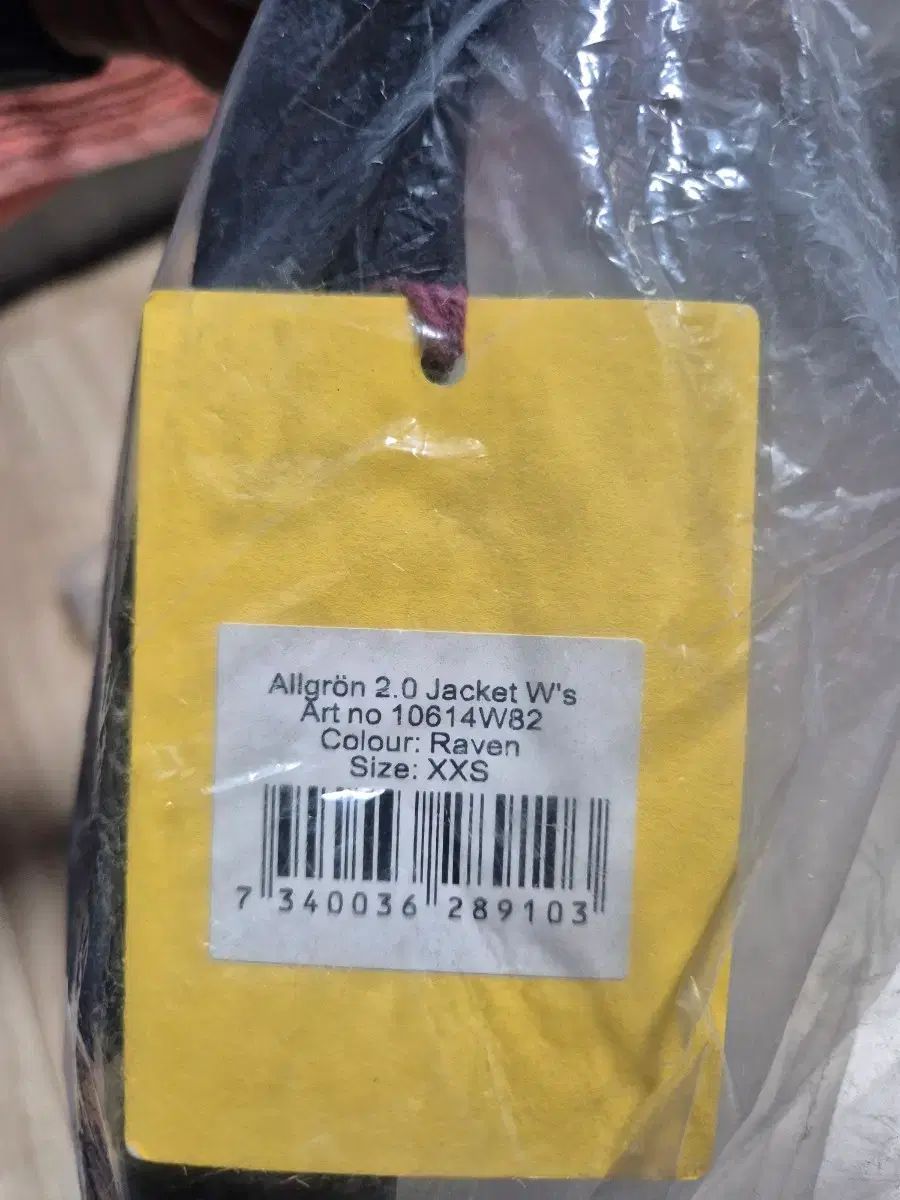 Allgrön 2.0 Jacket W's
Art no 10614W82
Colour: Raven
Size: XXS
7 340036 289103